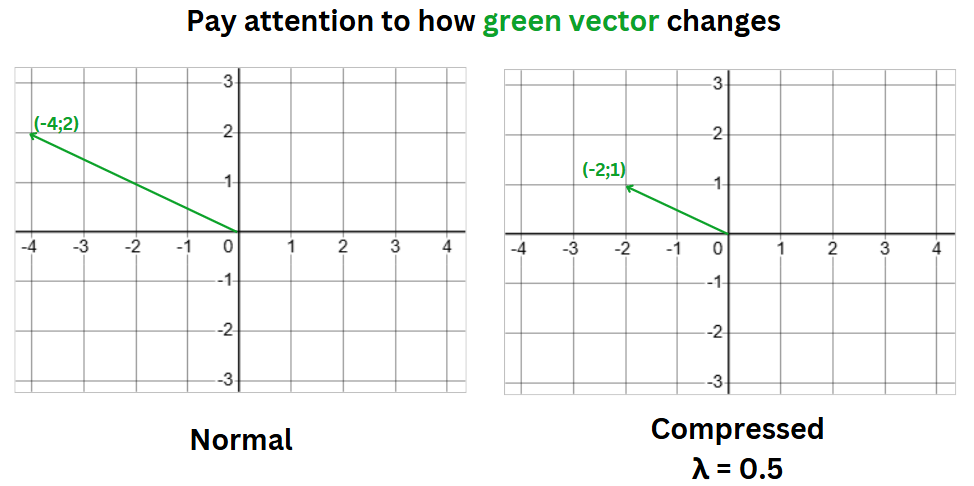 Pay attention to how green vector changes
3
(-4;2)
2
1
-4 -3 -2 -1 0 1 2 3 4
-1
-2
-3
Normal
3
2
(-2;1)
1
-4 -3 -2 -1 0 1 2 3 4
-1
-2
-3
Compressed
λ = 0.5